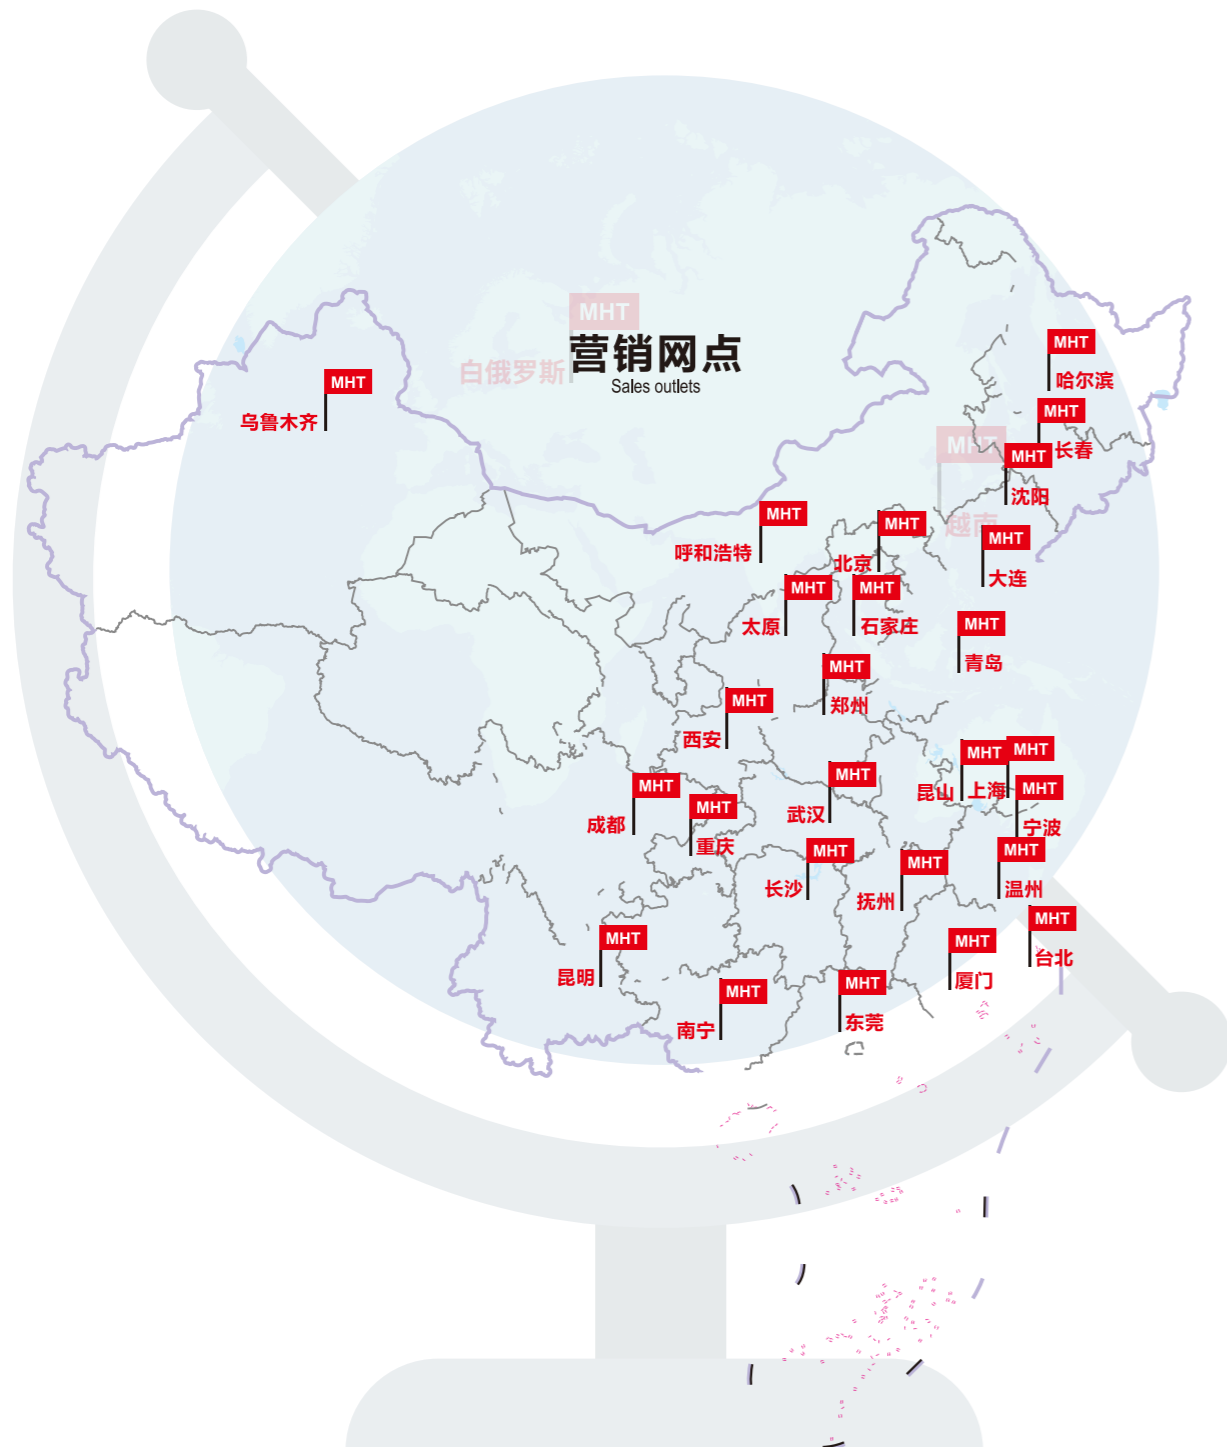 MHT
营销网点
白俄罗斯
Sales outlets
MHT
哈尔滨
MHT
乌鲁木齐
MHT
长春
MHT
MHT
沈阳
MHT
呼和浩特
MHT
北京
越南
MHT
大连
MHT
太原
MHT
石家庄
MHT
青岛
MHT
郑州
MHT
西安
MHT
昆山
MHT
上海
MHT
成都
MHT
武汉
MHT
宁波
MHT
重庆
MHT
长沙
MHT
抚州
MHT
温州
MHT
台北
MHT
昆明
MHT
厦门
MHT
南宁
MHT
东莞